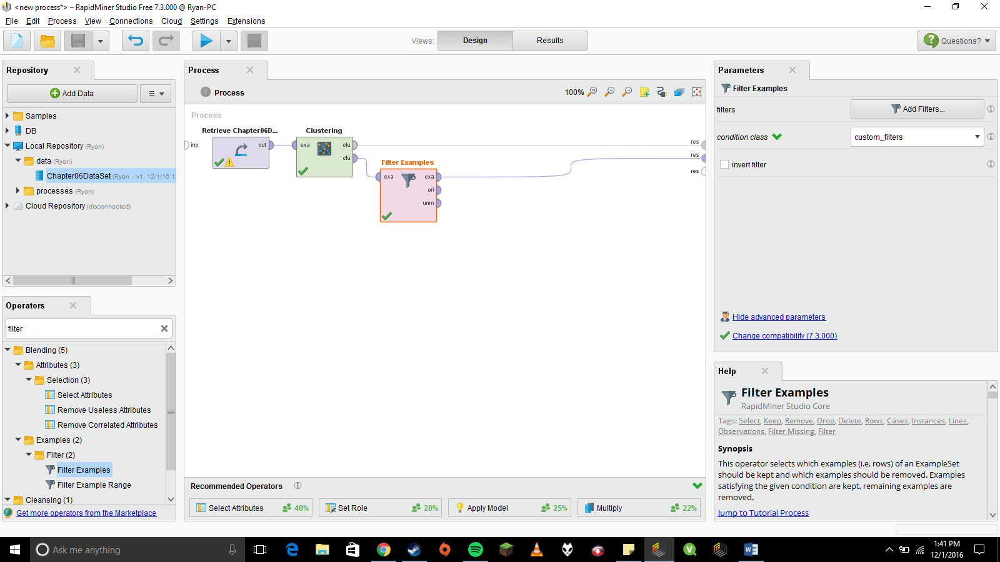 <new process*> – RapidMiner Studio Free 7.3.000 @ Ryan-PC
File Edit Process View Connections Cloud Settings Extensions
Views: Design Results
Questions?
Repository
Add Data
Samples
DB
Local Repository (Ryan)
data (Ryan)
Chapter06DataSet (Ryan - v1, 12/1/16 1
processes (Ryan)
Cloud Repository (disconnected)
Operators
filter
Blending (5)
Attributes (3)
Selection (3)
Select Attributes
Remove Useless Attributes
Remove Correlated Attributes
Examples (2)
Filter (2)
Filter Examples
Filter Example Range
Cleansing (1)
Get more operators from the Marketplace
Process
Process
100%
Process
Retrieve Chapter06D...
Clustering
inp
out
exa
clu
clu
res
res
res
Filter Examples
exa
exa
ori
unm
Recommended Operators
Select Attributes 40%
Set Role 28%
Apply Model 25%
Multiply 22%
Parameters
Filter Examples
filters
Add Filters...
condition class
custom_filters
invert filter
Hide advanced parameters
Change compatibility (7.3.000)
Help
Filter Examples
RapidMiner Studio Core
Tags: Select, Keep, Remove, Drop, Delete, Rows, Cases, Instances, Lines,
Observations, Filter Missing, Filter
Synopsis
This operator selects which examples (i.e. rows) of an ExampleSet
should be kept and which examples should be removed. Examples
satisfying the given condition are kept, remaining examples are
removed.
Jump to Tutorial Process
Ask me anything
1:41 PM
12/1/2016